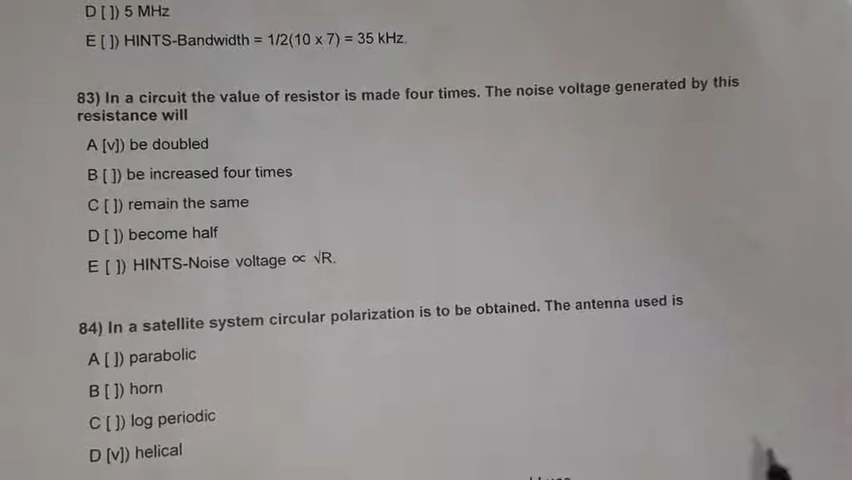 D [ ]) 5 MHz
E [ ]) HINTS-Bandwidth = 1/2(10 x 7) = 35 kHz.
83) In a circuit the value of resistor is made four times. The noise voltage generated by this
resistance will
A [v]) be doubled
B [ ]) be increased four times
C [ ]) remain the same
D [ ]) become half
E [ ]) HINTS-Noise voltage ∝ √R.
84) In a satellite system circular polarization is to be obtained. The antenna used is
A [ ]) parabolic
B [ ]) horn
C [ ]) log periodic
D [v]) helical